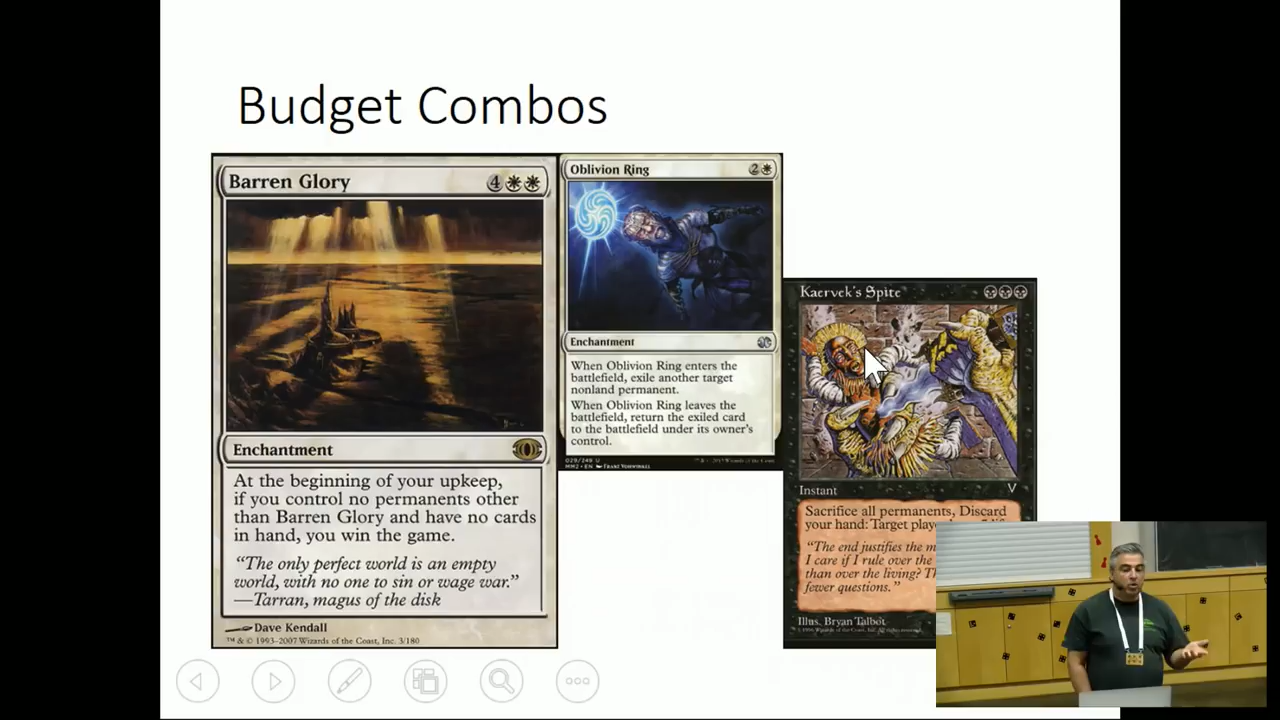 Budget Combos
Barren Glory 4
Enchantment
At the beginning of your upkeep,
if you control no permanents other
than Barren Glory and have no cards
in hand, you win the game.
“The only perfect world is an empty
world, with no one to sin or wage war.”
—Tarran, magus of the disk
Dave Kendall
™ & © 1993–2007 Wizards of the Coast, Inc. 3/180
Oblivion Ring 2
Enchantment
When Oblivion Ring enters the
battlefield, exile another target
nonland permanent.
When Oblivion Ring leaves the
battlefield, return the exiled card
to the battlefield under its owner’s
control.
Kaervek’s Spite
Instant
Sacrifice all permanents, Discard
your hand: Target
“The end justifies the
I care if I rule over the
than over the living?
fewer questions.”
Illus. Bryan Talbot